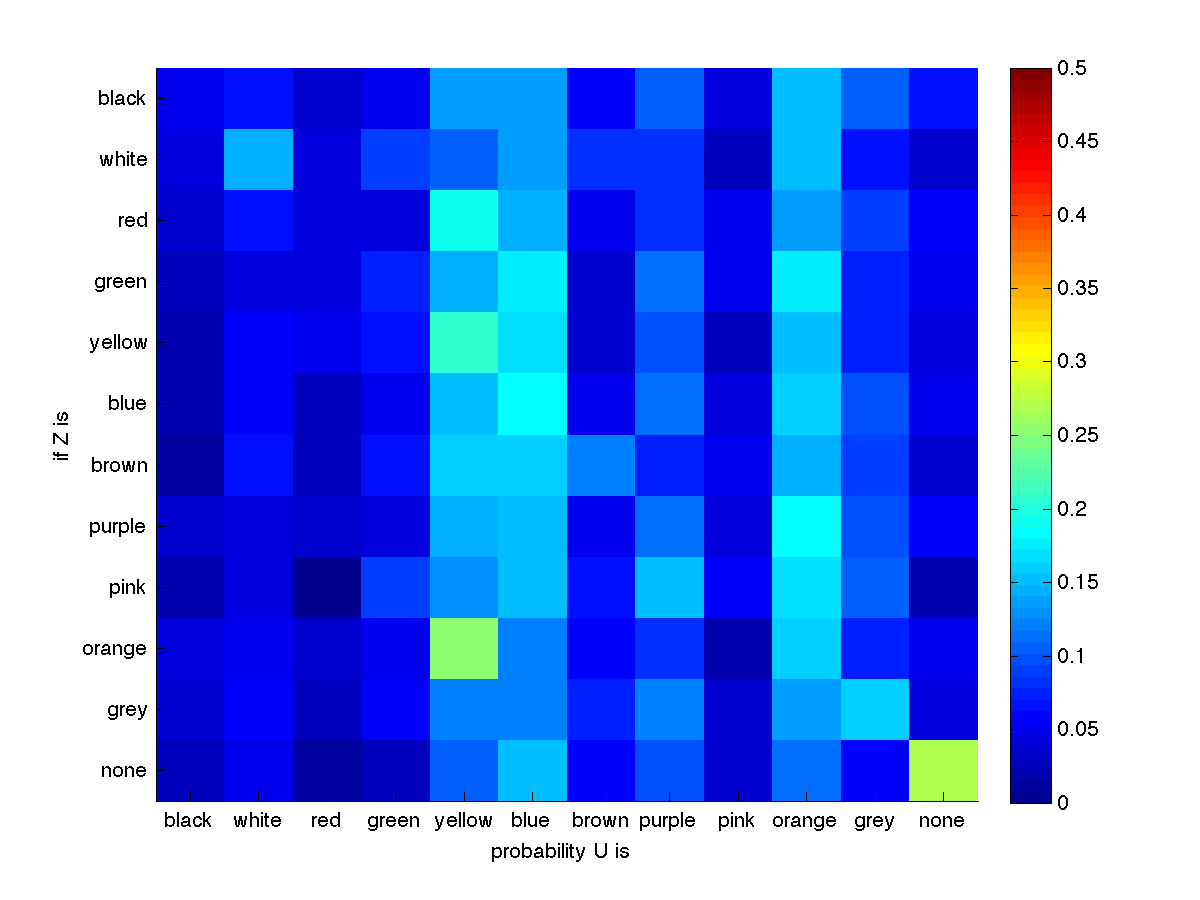 if Z is
black
white
red
green
yellow
blue
brown
purple
pink
orange
grey
none
black white red green yellow blue brown purple pink orange grey none
probability U is
0.5
0.45
0.4
0.35
0.3
0.25
0.2
0.15
0.1
0.05
0